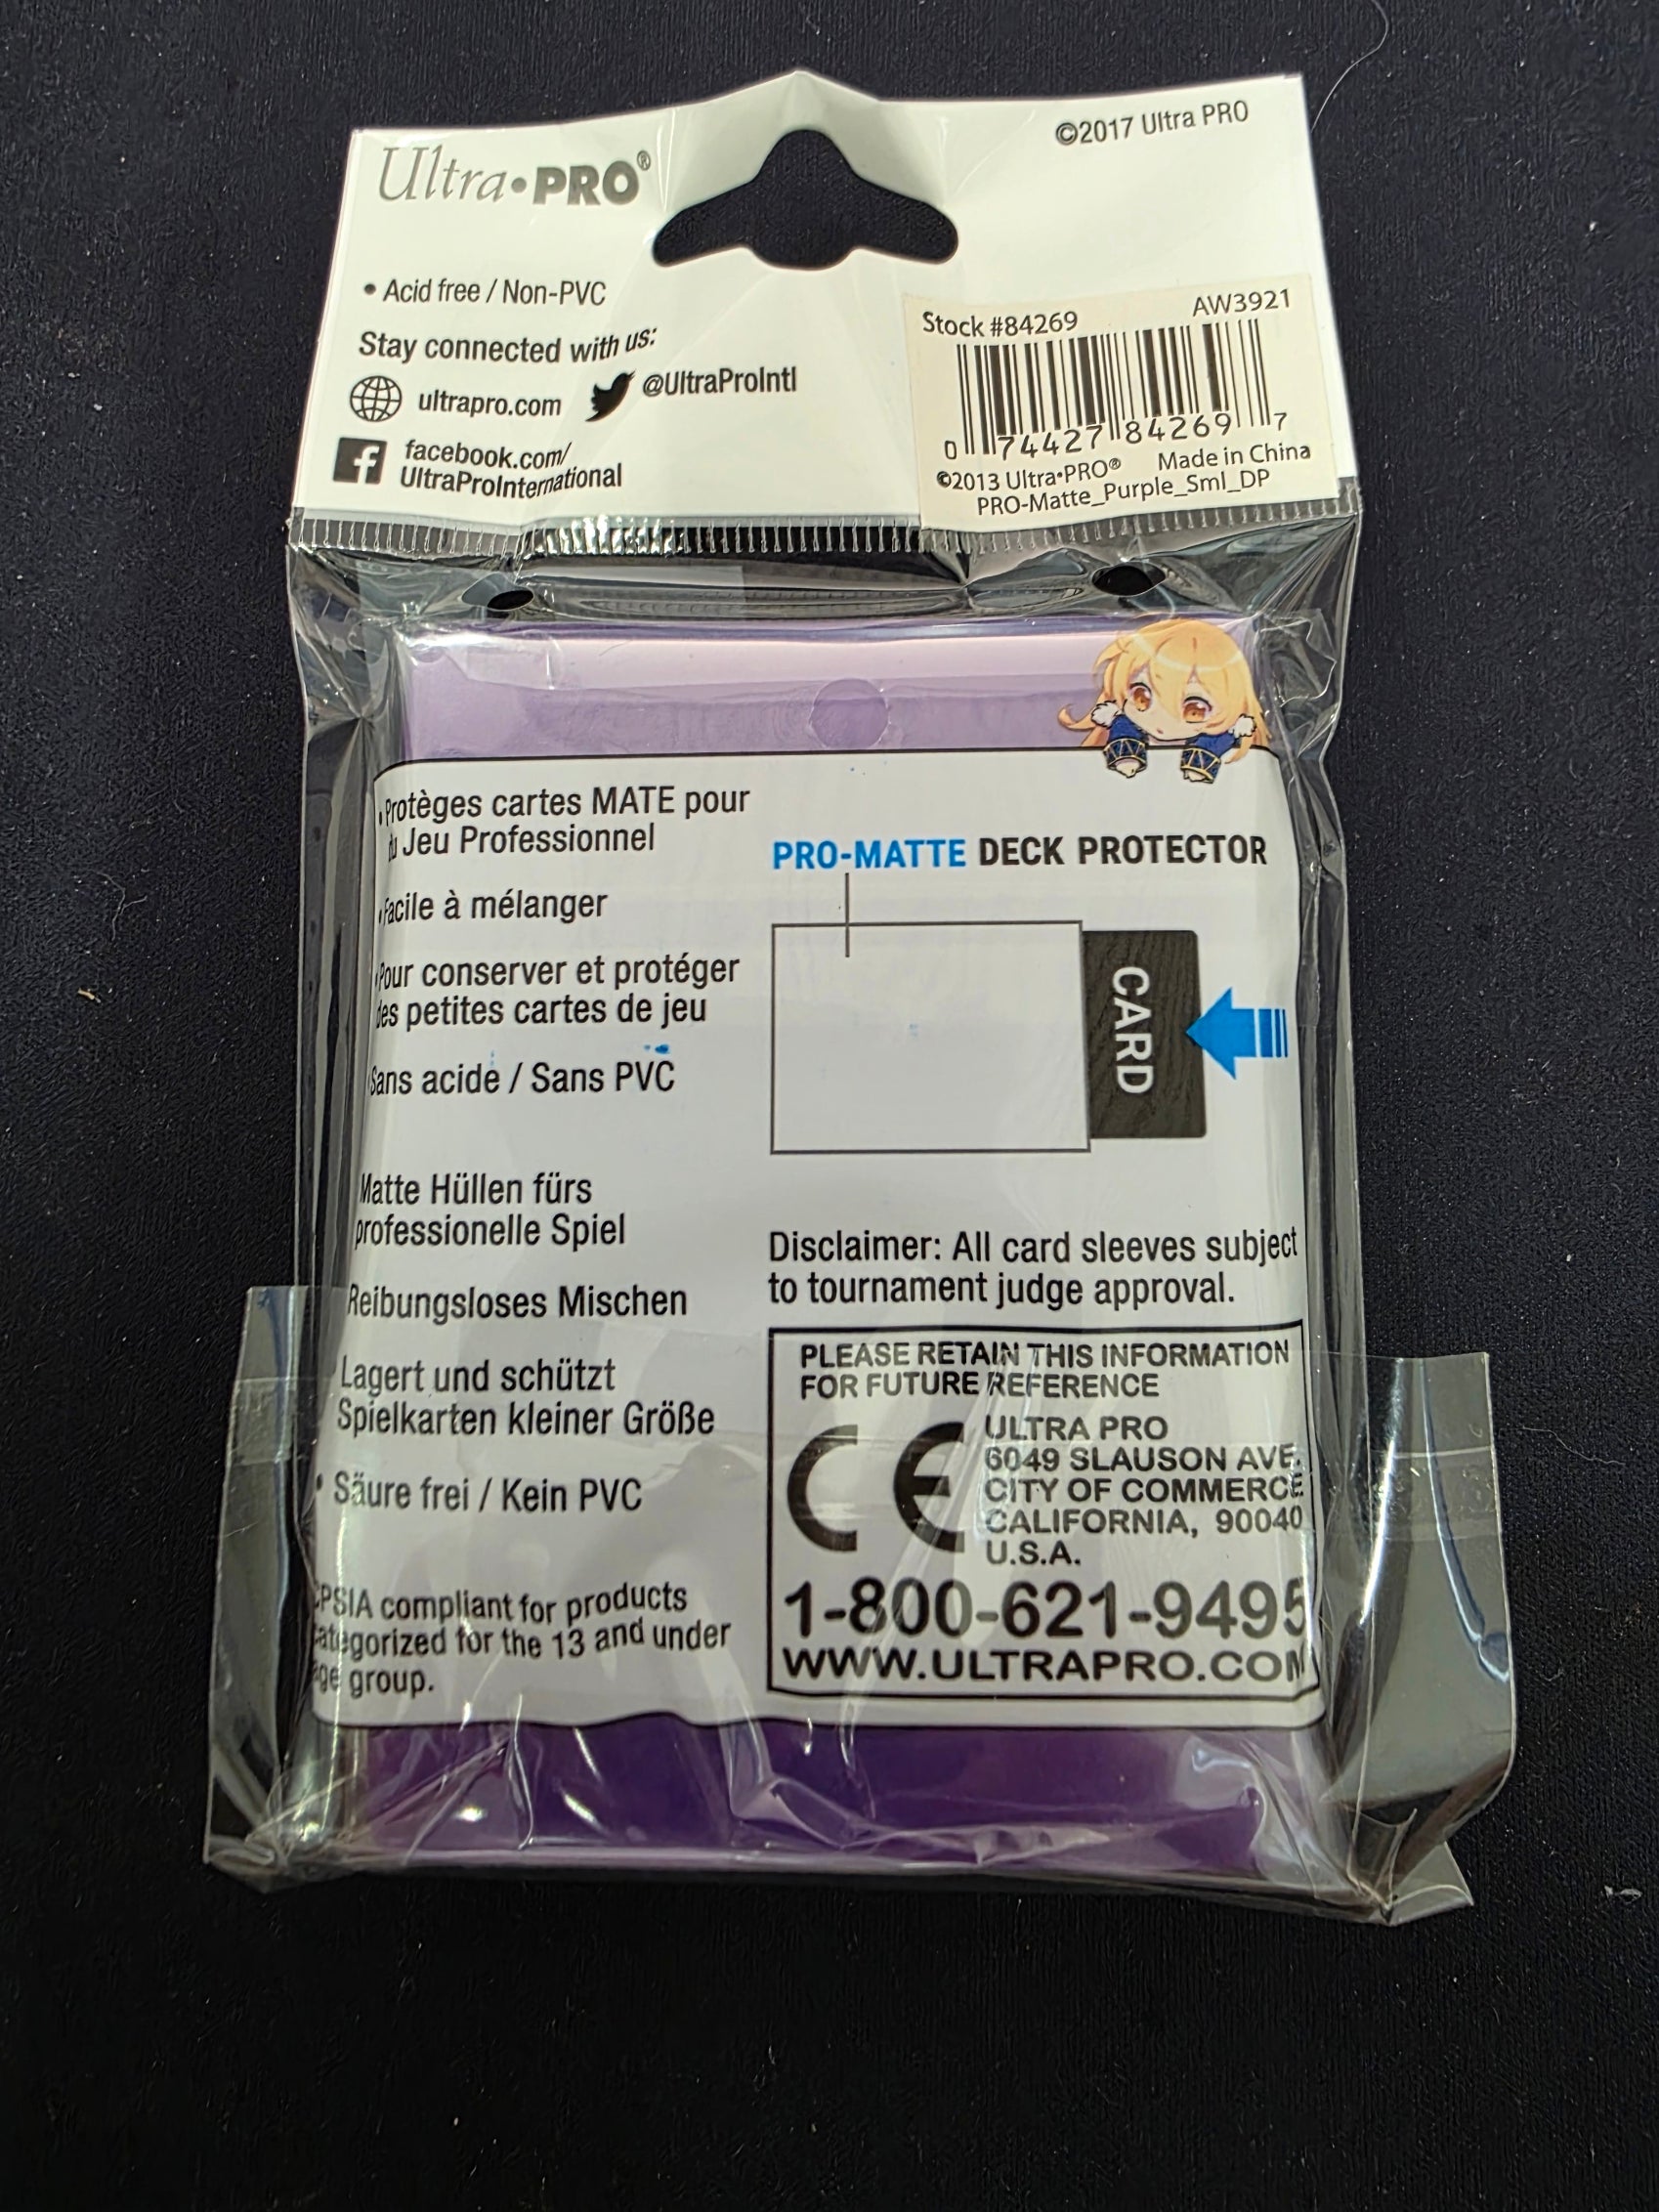 Ultra•PRO®
©2017 Ultra PRO
• Acid free / Non-PVC
Stay connected with us:
ultrapro.com @UltraProIntl
facebook.com/
UltraProInternational
Stock #84269 AW3921
0 74427 84269 7
©2013 Ultra•PRO® Made in China
PRO-Matte_Purple_Sml_DP
•Protèges cartes MATE pour
du Jeu Professionnel
•Facile à mélanger
•Pour conserver et protéger
des petites cartes de jeu
Sans acide / Sans PVC
Matte Hüllen fürs
professionelle Spiel
Reibungsloses Mischen
Lagert und schützt
Spielkarten kleiner Größe
• Säure frei / Kein PVC
CPSIA compliant for products
categorized for the 13 and under
age group.
PRO-MATTE DECK PROTECTOR
CARD
Disclaimer: All card sleeves subject
to tournament judge approval.
PLEASE RETAIN THIS INFORMATION
FOR FUTURE REFERENCE
CE
ULTRA PRO
6049 SLAUSON AVE.
CITY OF COMMERCE
CALIFORNIA, 90040
U.S.A.
1-800-621-9495
WWW.ULTRAPRO.COM